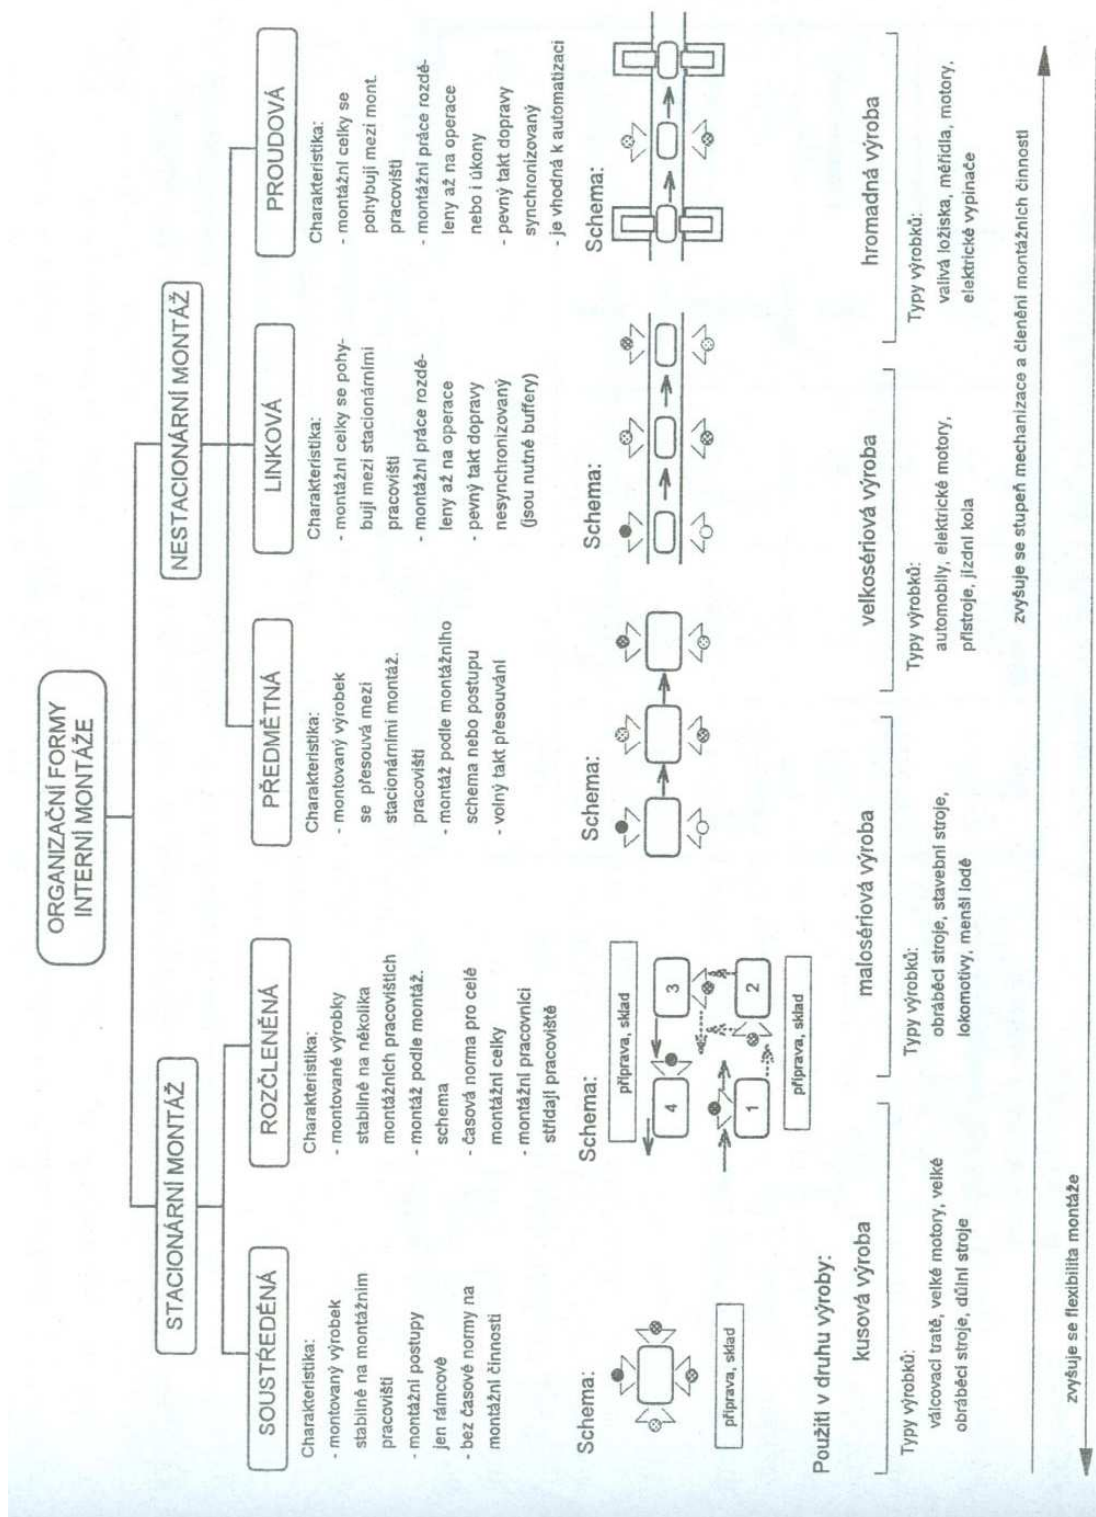 ORGANIZAČNÍ FORMY
INTERNÍ MONTÁŽE
STACIONÁRNÍ MONTÁŽ
NESTACIONÁRNÍ MONTÁŽ
SOUSTŘEDĚNÁ
Charakteristika:
- montovaný výrobek
stabilně na montážním
pracovišti
- montážní postupy
jen rámcové
- bez časové normy na
montážní činnosti
Schema:
příprava, sklad
ROZČLENĚNÁ
Charakteristika:
- montované výrobky
stabilně na několika
montážních pracovištích
- montáž podle montáž.
schema
- časová norma pro celé
montážní celky
- montážní pracovníci
střídají pracoviště
Schema:
příprava, sklad
4
3
1
2
příprava, sklad
PŘEDMĚTNÁ
Charakteristika:
- montovaný výrobek
se přesouvá mezi
stacionárními montáž.
pracovišti
- montáž podle montážního
schema nebo postupu
- volný takt přesouvání
Schema:
LINKOVÁ
Charakteristika:
- montážní celky se pohy-
bují mezi stacionárními
pracovišti
- montážní práce rozdě-
leny až na operace
- pevný takt dopravy
nesynchronizovaný
(jsou nutné buffery)
Schema:
PROUDOVÁ
Charakteristika:
- montážní celky se
pohybují mezi mont.
pracovišti
- montážní práce rozdě-
leny až na operace
nebo i úkony
- pevný takt dopravy
synchronizovaný
- je vhodná k automatizaci
Schema:
Použití v druhu výroby:
kusová výroba
Typy výrobků:
válcovací tratě, velké motory, velké
obráběcí stroje, důlní stroje
malosériová výroba
Typy výrobků:
obráběcí stroje, stavební stroje,
lokomotivy, menší lodě
velkosériová výroba
Typy výrobků:
automobily, elektrické motory,
přístroje, jízdní kola
hromadná výroba
Typy výrobků:
valivá ložiska, měřidla, motory,
elektrické vypínače
zvyšuje se stupeň mechanizace a členění montážních činností
zvyšuje se flexibilita montáže